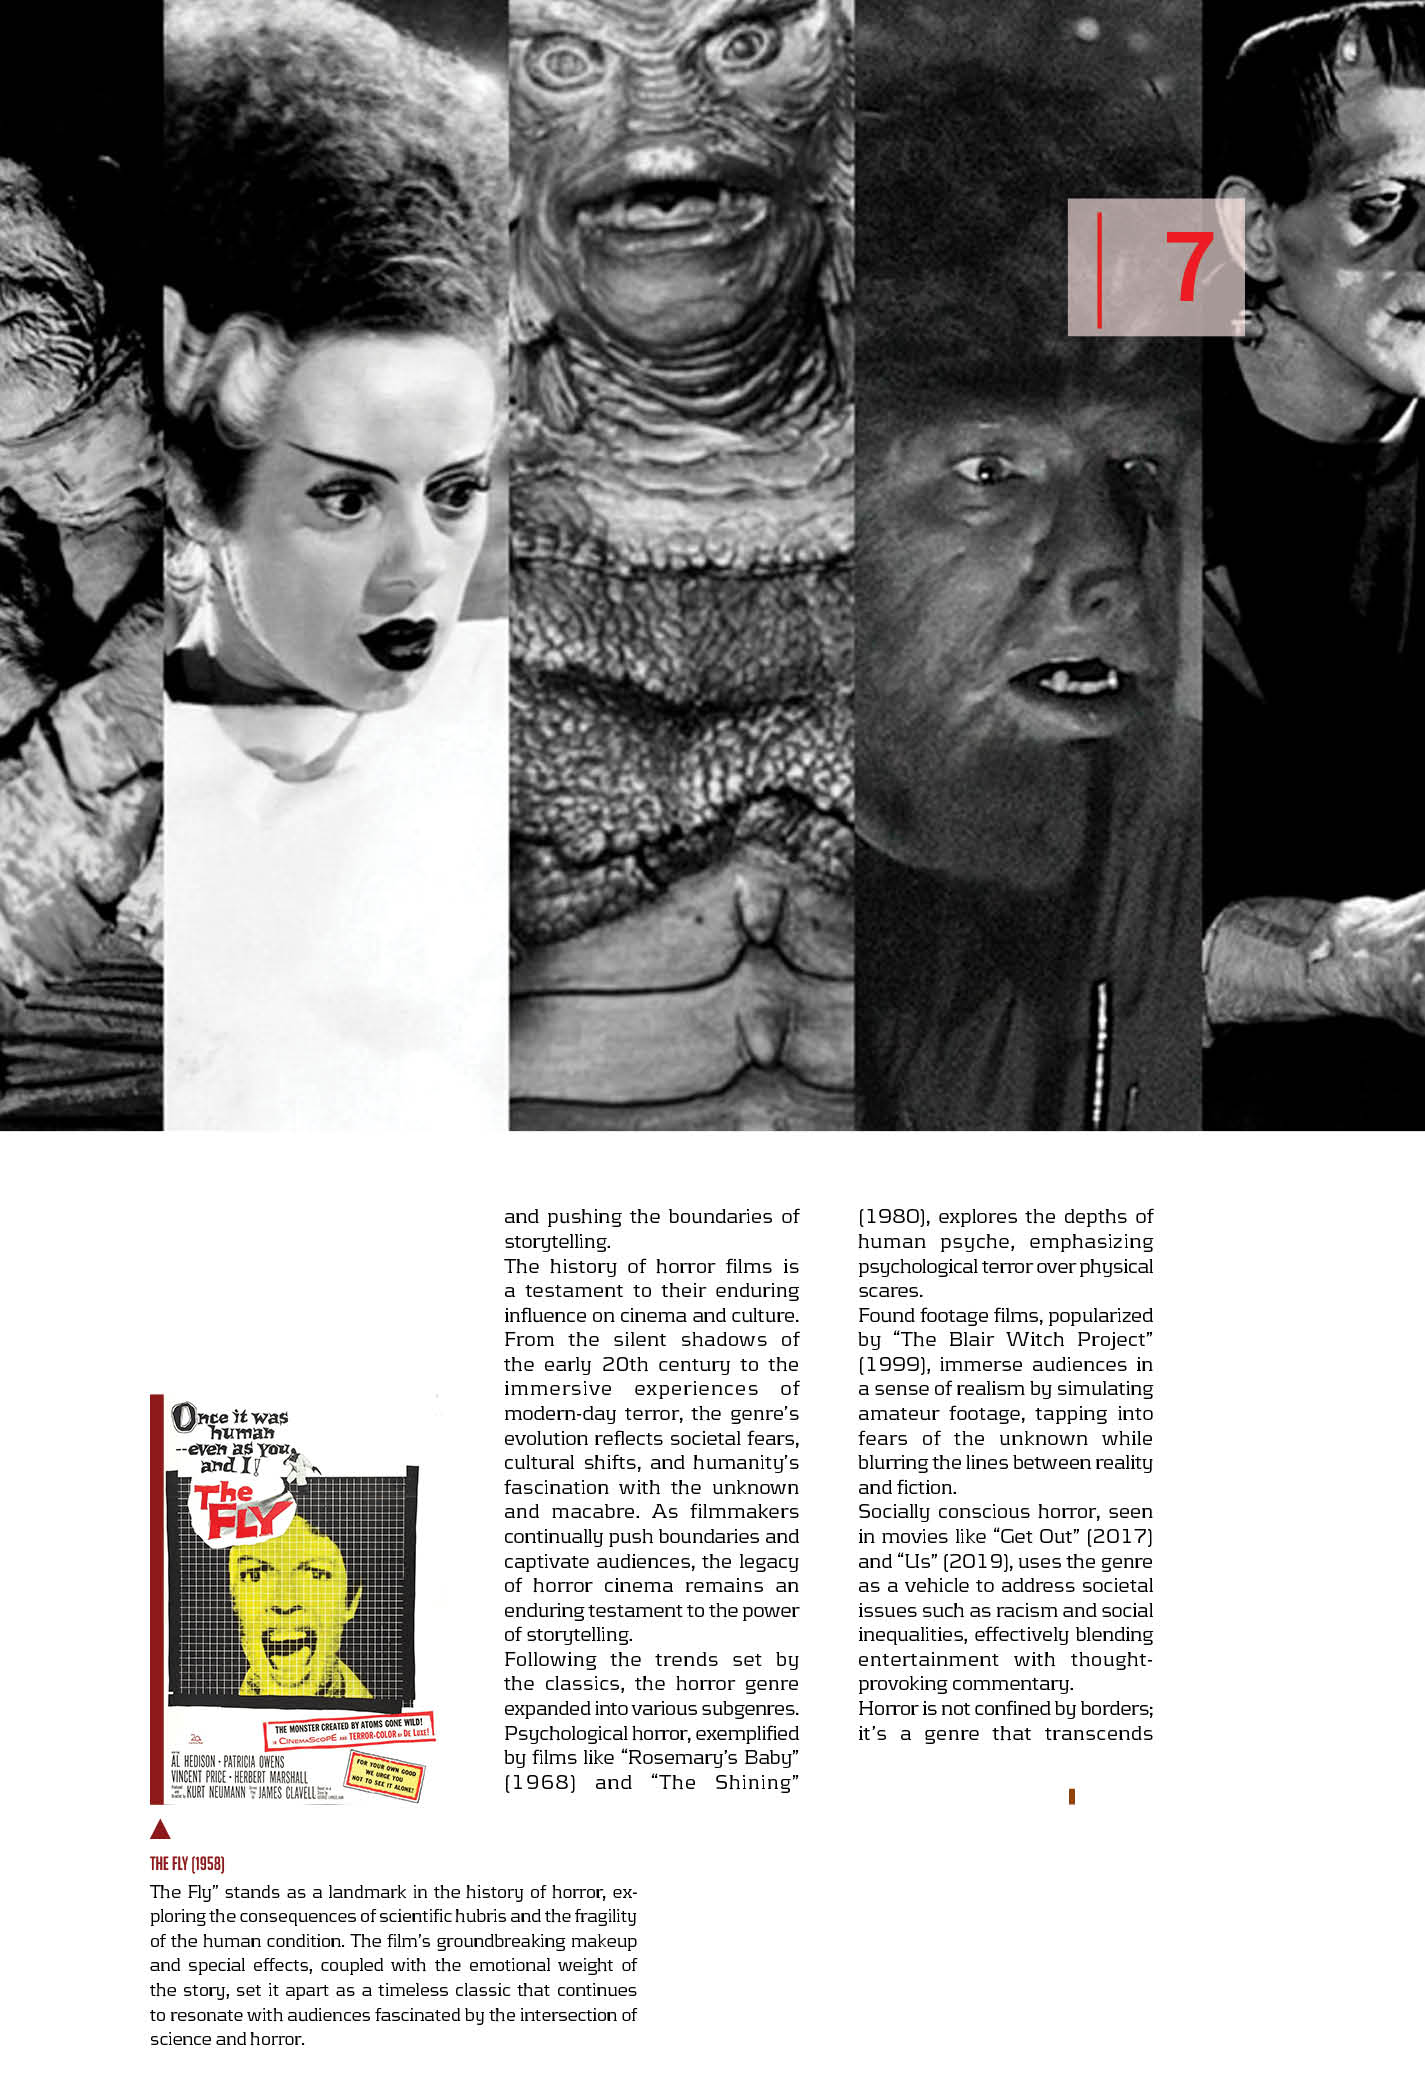 7
and pushing the boundaries of
storytelling.
The history of horror films is
a testament to their enduring
influence on cinema and culture.
From the silent shadows of
the early 20th century to the
immersive experiences of
modern-day terror, the genre's
evolution reflects societal fears,
cultural shifts, and humanity's
fascination with the unknown
and macabre. As filmmakers
continually push boundaries and
captivate audiences, the legacy
of horror cinema remains an
enduring testament to the power
of storytelling.
Following the trends set by
the classics, the horror genre
expanded into various subgenres.
Psychological horror, exemplified
by films like “Rosemary's Baby”
(1968) and “The Shining”
(1980), explores the depths of
human psyche, emphasizing
psychological terror over physical
scares.
Found footage films, popularized
by “The Blair Witch Project”
(1999), immerse audiences in
a sense of realism by simulating
amateur footage, tapping into
fears of the unknown while
blurring the lines between reality
and fiction.
Socially conscious horror, seen
in movies like “Get Out” (2017)
and “Us” (2019), uses the genre
as a vehicle to address societal
issues such as racism and social
inequalities, effectively blending
entertainment with thought-
provoking commentary.
Horror is not confined by borders;
it's a genre that transcends
Once it was
human
--even as you
and I!
The
FLY
THE MONSTER CREATED BY ATOMS GONE WILD!
IN CINEMASCOPE AND TERROR-COLOR BY DE LUXE!
20
FOR YOUR OWN GOOD
WE URGE YOU
NOT TO SEE IT ALONE!
AL HEDISON · PATRICIA OWENS
VINCENT PRICE · HERBERT MARSHALL
KURT NEUMANN JAMES CLAVELL
THE FLY (1958)
The Fly” stands as a landmark in the history of horror, ex-
ploring the consequences of scientific hubris and the fragility
of the human condition. The film's groundbreaking makeup
and special effects, coupled with the emotional weight of
the story, set it apart as a timeless classic that continues
to resonate with audiences fascinated by the intersection of
science and horror.